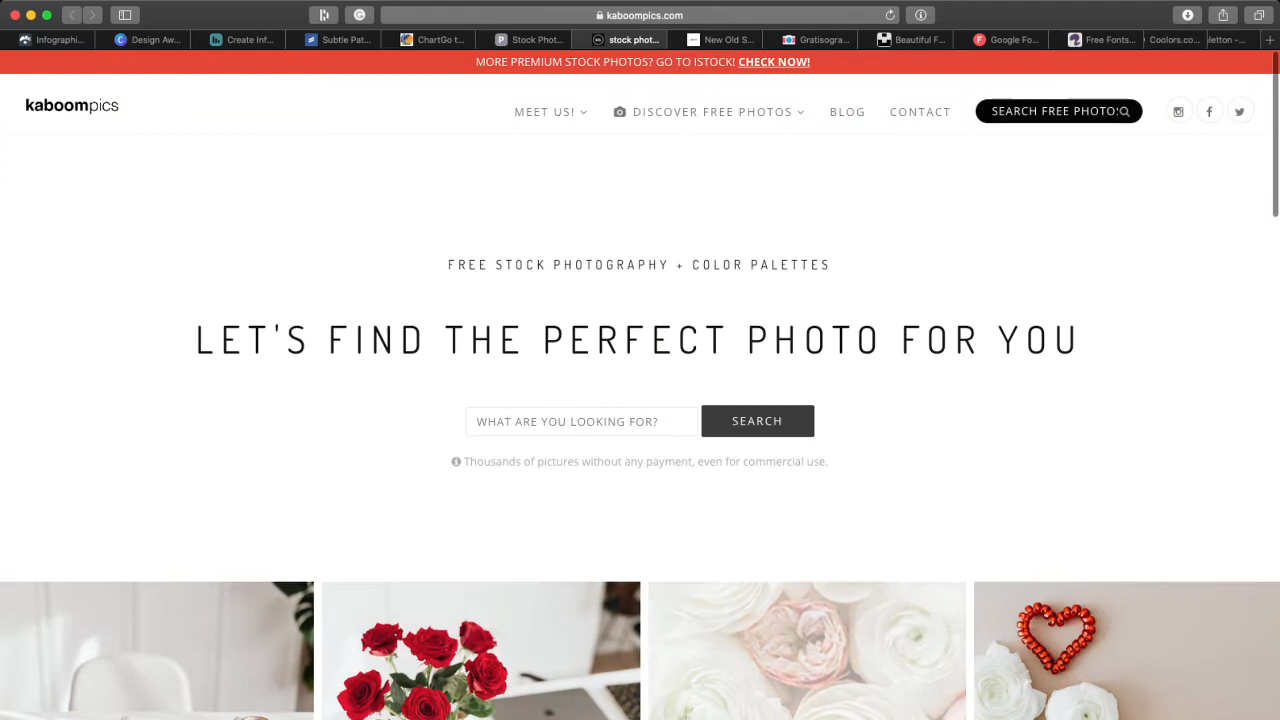 kaboompics.com
Infographi...
Design Aw...
Create Inf...
Subtle Pat...
ChartGo t...
Stock Phot...
stock phot...
New Old S...
Gratisogra...
Beautiful F...
Google Fo...
Free Fonts...
Coolors.co...
letton -...
MORE PREMIUM STOCK PHOTOS? GO TO ISTOCK! CHECK NOW!
kaboompics
MEET US!
DISCOVER FREE PHOTOS
BLOG
CONTACT
SEARCH FREE PHOTO
FREE STOCK PHOTOGRAPHY + COLOR PALETTES
LET'S FIND THE PERFECT PHOTO FOR YOU
WHAT ARE YOU LOOKING FOR?
SEARCH
Thousands of pictures without any payment, even for commercial use.